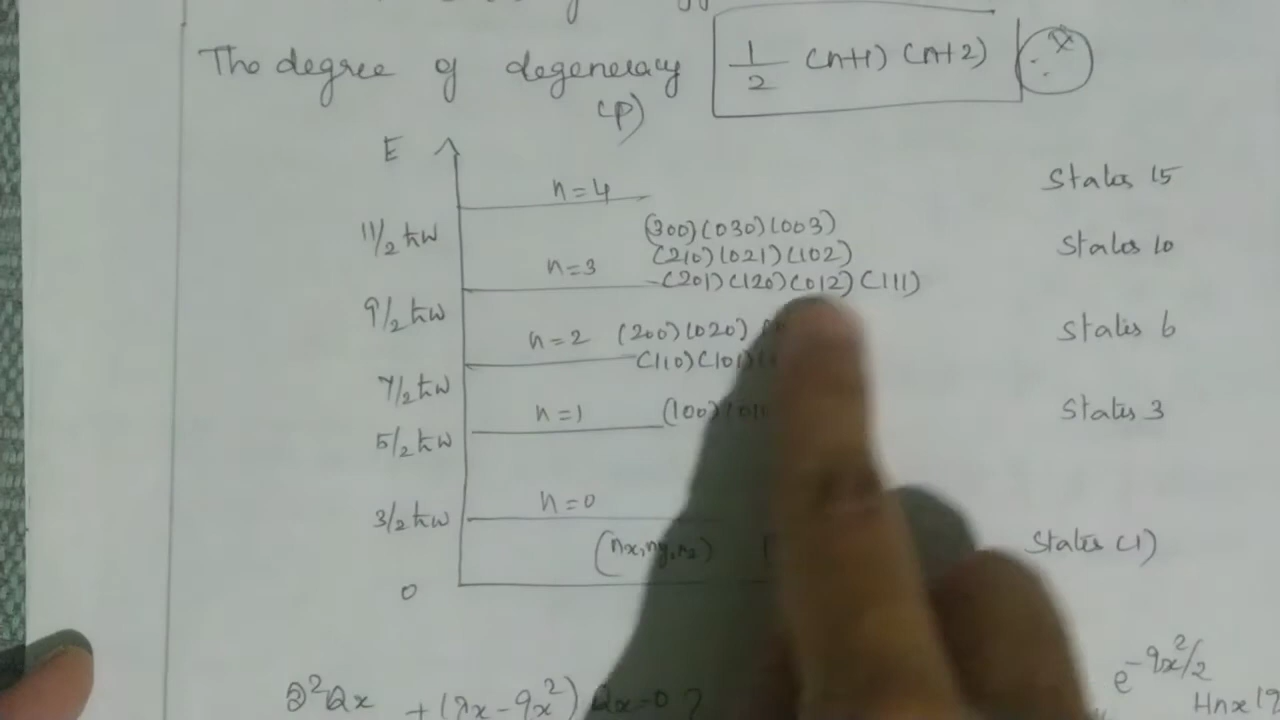 The degree of degeneracy (P) 1/2 (n+1) (n+2)
E
n=4 States 15
11/2 ħω (300) (030) (003)
(210) (021) (102) States 10
n=3 (201) (120) (012) (111)
9/2 ħω
n=2 (200) (020) States 6
(110) (101)
7/2 ħω
n=1 (100) States 3
5/2 ħω
n=0
3/2 ħω
(nx, ny, nz) States (1)
0